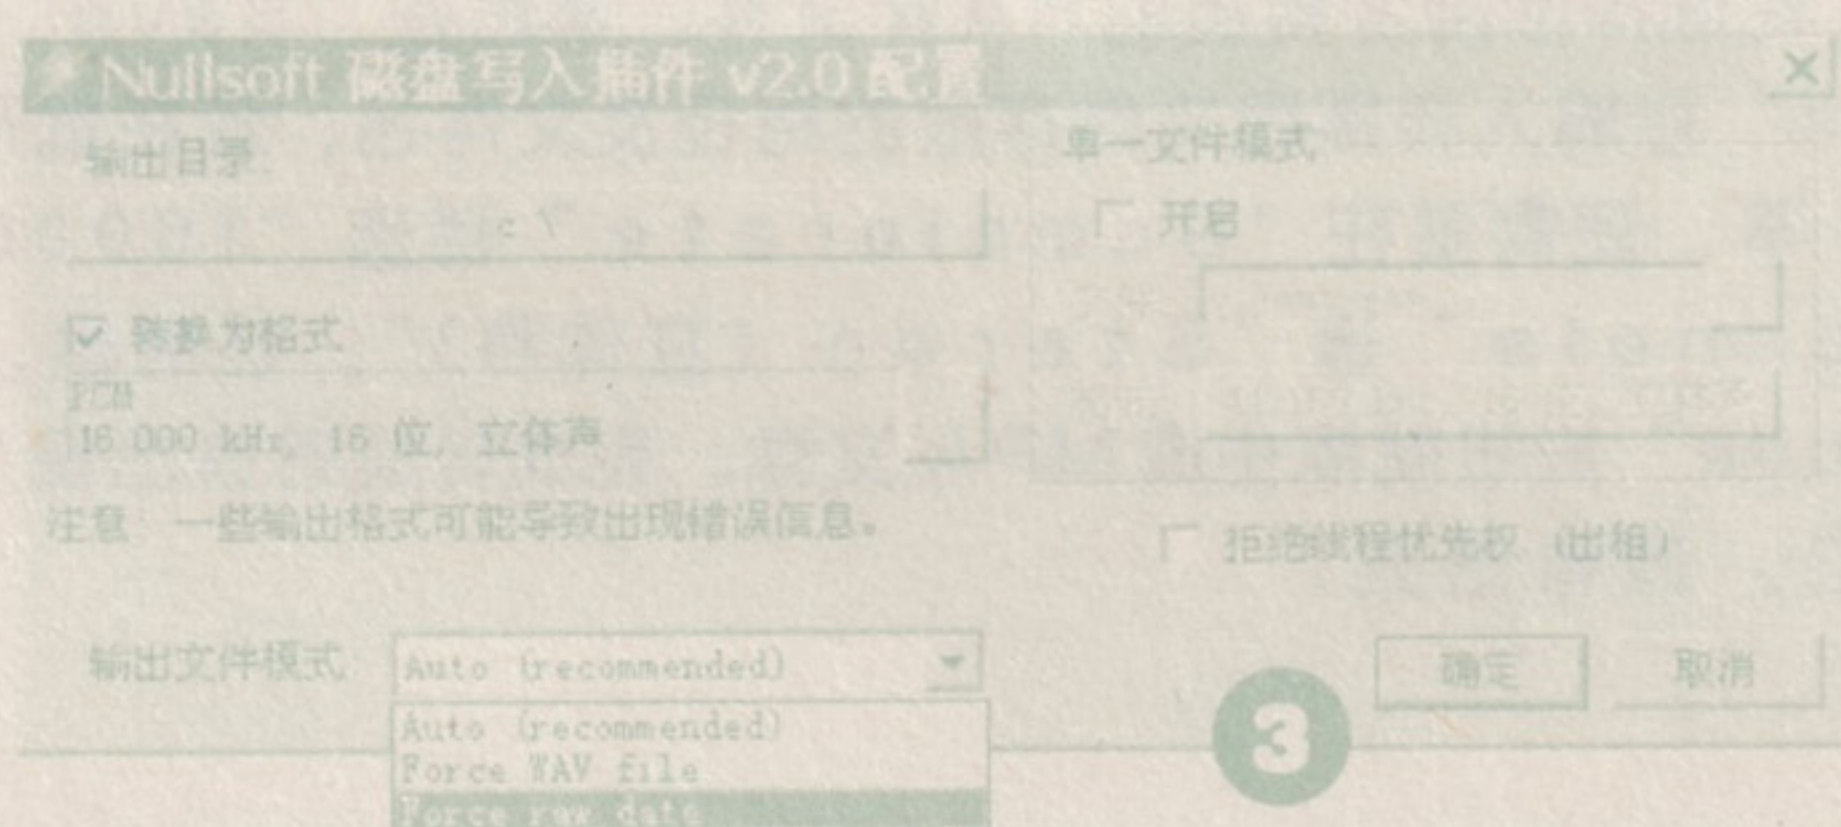 Nullsoft 磁盘写入插件 v2.0 配置
输出目录
c:\
转换为格式
PCM
16 000 kHz, 16 位, 立体声
注意 一些输出格式可能导致出现错误信息。
输出文件模式
Auto (recommended)
Auto (recommended)
Force WAV file
Force raw data
单一文件模式
开启
拒绝线程优先权 (出租)
确定
取消
3